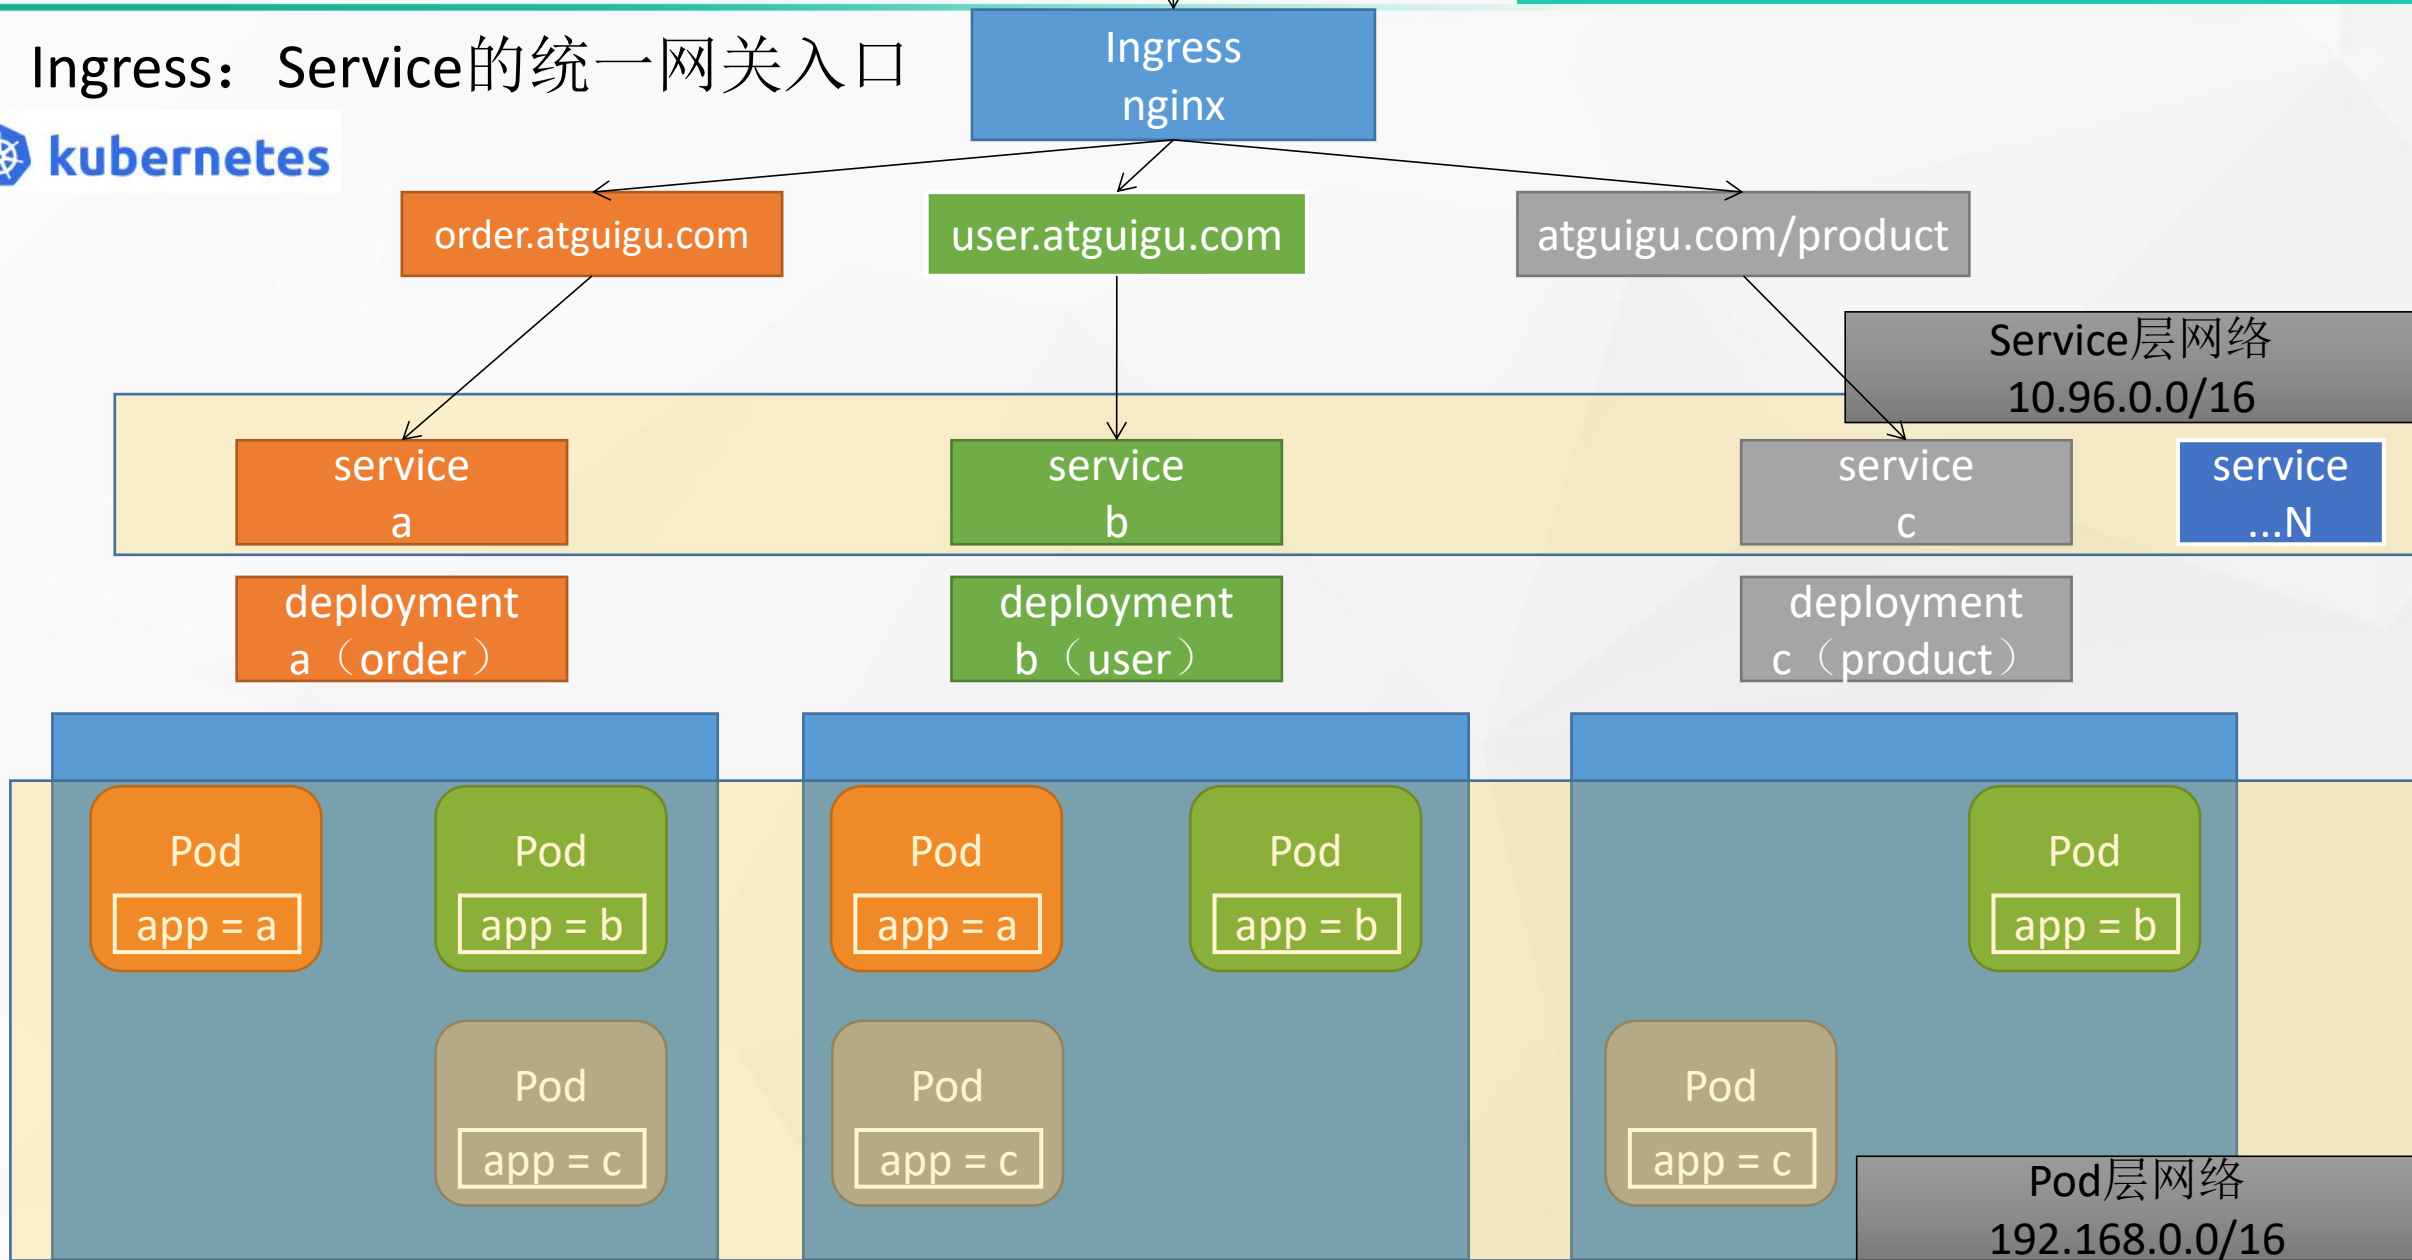 Ingress： Service的统一网关入口
kubernetes
Ingress
nginx
order.atguigu.com
user.atguigu.com
atguigu.com/product
Service层网络
10.96.0.0/16
service
a
service
b
service
c
service
...N
deployment
a（order）
deployment
b（user）
deployment
c（product）
Pod
app = a
Pod
app = b
Pod
app = a
Pod
app = b
Pod
app = b
Pod
app = c
Pod
app = c
Pod
app = c
Pod层网络
192.168.0.0/16